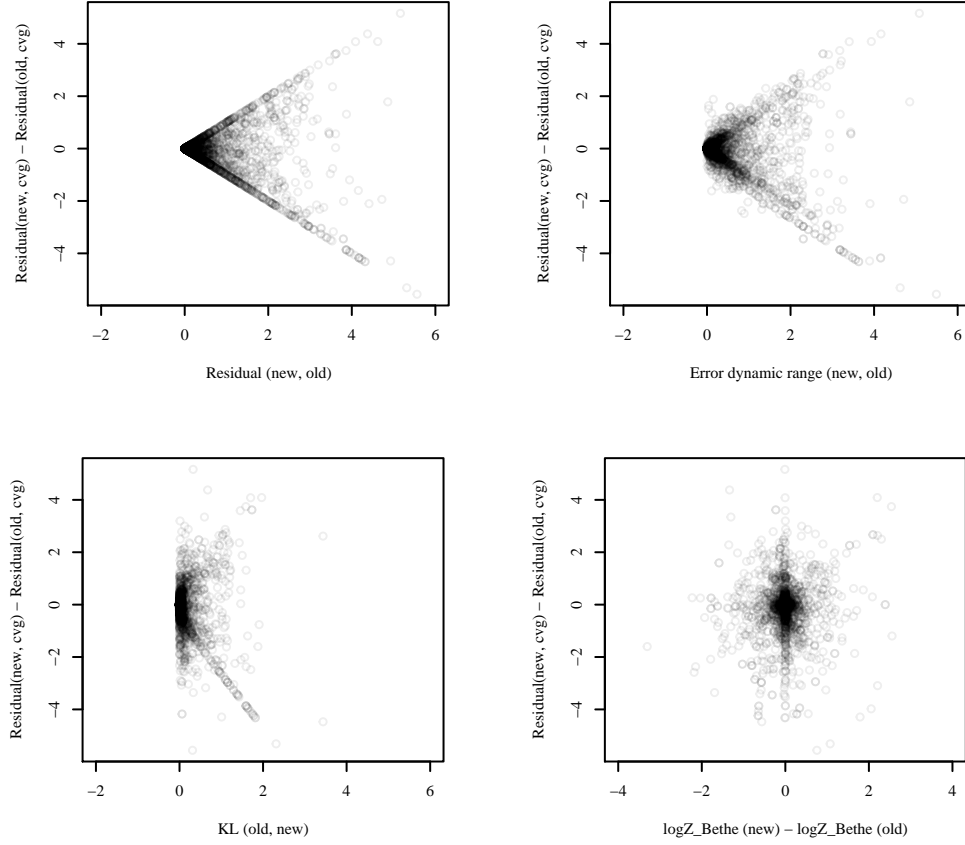 Residual(new, cvg) − Residual(old, cvg)
4
2
0
−2
−4
−2 0 2 4 6
Residual (new, old)
Residual(new, cvg) − Residual(old, cvg)
4
2
0
−2
−4
−2 0 2 4 6
Error dynamic range (new, old)
Residual(new, cvg) − Residual(old, cvg)
4
2
0
−2
−4
−2 0 2 4 6
KL (old, new)
Residual(new, cvg) − Residual(old, cvg)
4
2
0
−2
−4
−4 −2 0 2 4
logZ_Bethe (new) − logZ_Bethe (old)